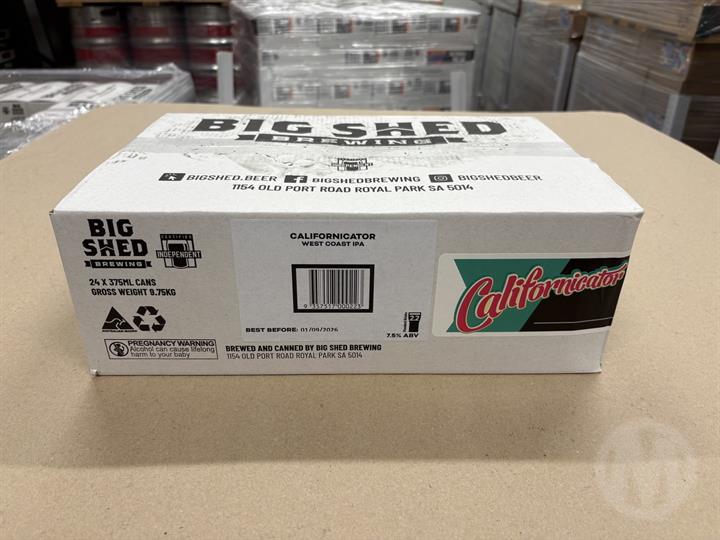 BIG SHED
BREWING
BIGSHED.BEER BIGSHEDBREWING BIGSHEDBEER
1154 OLD PORT ROAD ROYAL PARK SA 5014
BIG
SHED
BREWING
CERTIFIED
INDEPENDENT
24 X 375ML CANS
GROSS WEIGHT 9.75KG
PREGNANCY WARNING
Alcohol can cause lifelong
harm to your baby
CALIFORNICATOR
WEST COAST IPA
BEST BEFORE: 01/09/2026
2.2
7.5% ABV
BREWED AND CANNED BY BIG SHED BREWING
1154 OLD PORT ROAD ROYAL PARK SA 5014
Californicator